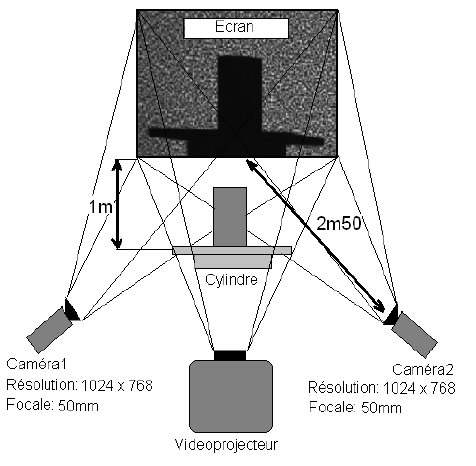 Ecran
1m
2m50
Cylindre
Caméra1
Résolution: 1024 x 768
Focale: 50mm
Caméra2
Résolution: 1024 x 768
Focale: 50mm
Videoprojecteur